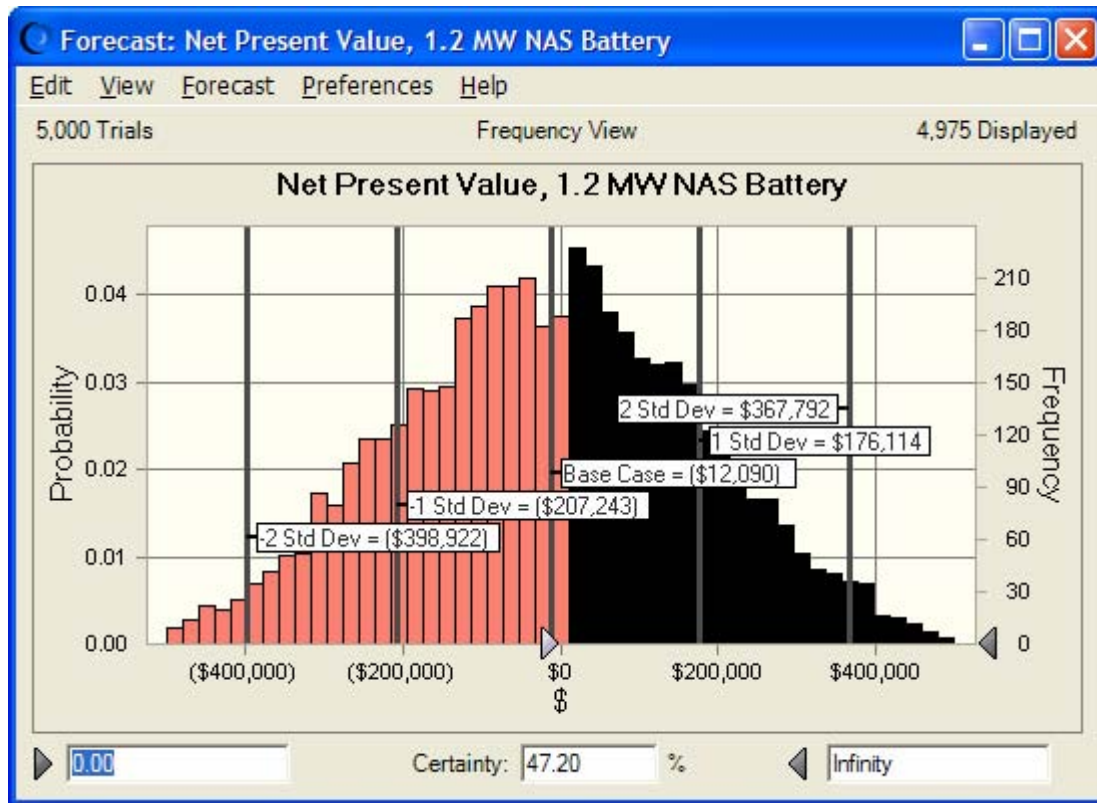 Forecast: Net Present Value, 1.2 MW NAS Battery
Edit View Forecast Preferences Help
5,000 Trials Frequency View 4,975 Displayed
Net Present Value, 1.2 MW NAS Battery
Probability
0.04
0.03
0.02
0.01
0.00
2 Std Dev = $367,792
1 Std Dev = $176,114
Base Case = ($12,090)
-1 Std Dev = ($207,243)
-2 Std Dev = ($398,922)
210
180
150
120
90
60
30
0
Frequency
($400,000) ($200,000) $0 $200,000 $400,000
$
0.00 Certainty: 47.20 % Infinity